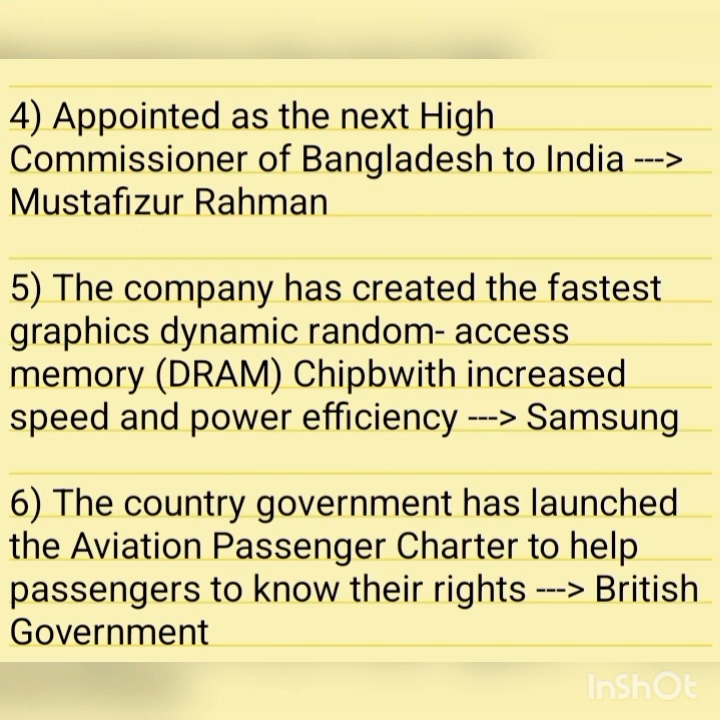 4) Appointed as the next High
Commissioner of Bangladesh to India --->
Mustafizur Rahman
5) The company has created the fastest
graphics dynamic random- access
memory (DRAM) Chipbwith increased
speed and power efficiency ---> Samsung
6) The country government has launched
the Aviation Passenger Charter to help
passengers to know their rights ---> British
Government
InShOt